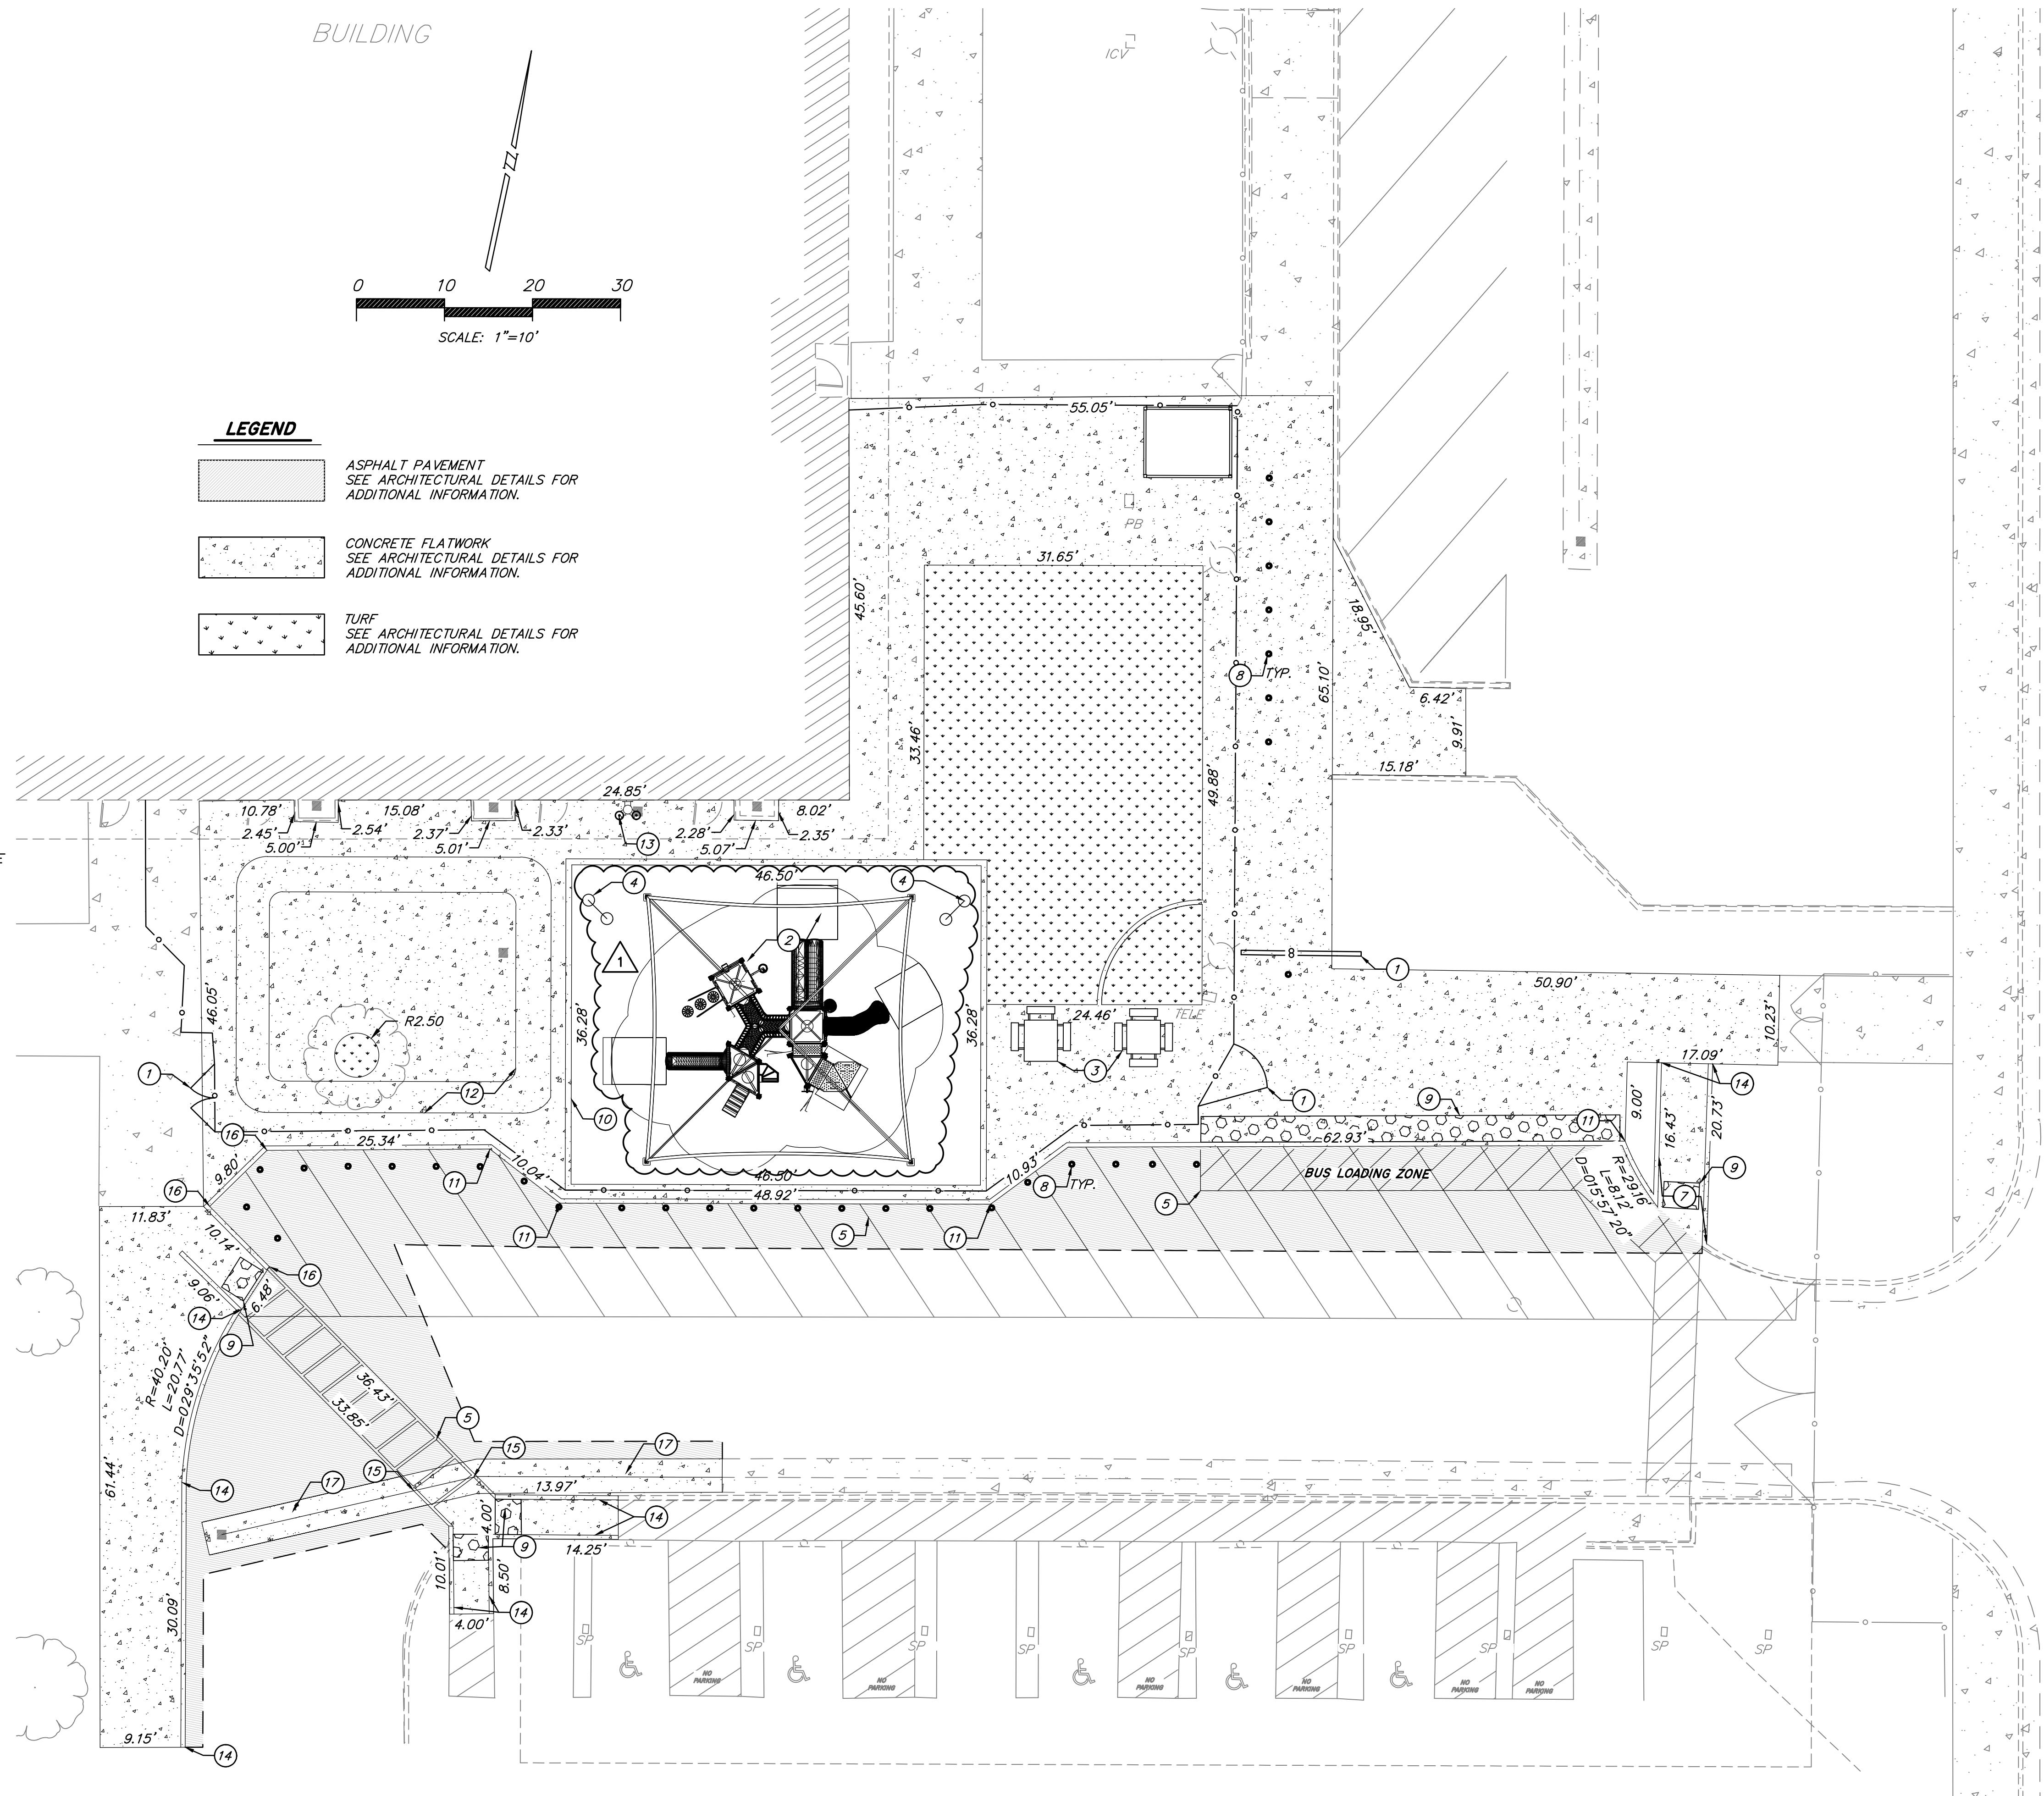 BUILDING
ICV
0 10 20 30
SCALE: 1"=10'
LEGEND
ASPHALT PAVEMENT
SEE ARCHITECTURAL DETAILS FOR
ADDITIONAL INFORMATION.
CONCRETE FLATWORK
SEE ARCHITECTURAL DETAILS FOR
ADDITIONAL INFORMATION.
TURF
SEE ARCHITECTURAL DETAILS FOR
ADDITIONAL INFORMATION.
55.05'
PB
31.65'
45.60'
18.95'
8 TYP.
65.10'
6.42'
33.46'
9.91'
15.18'
49.88'
24.85'
10.78'
15.08'
8.02'
2.45'
2.54'
2.37'
2.33'
13
2.28'
2.35'
5.00'
5.01'
5.07'
46.50'
4
4
2
1
46.05'
36.28'
36.28'
R2.50
TELE
24.46'
1
50.90'
10.23'
17.09'
1
3
14
12
10
1
9
11
9.00'
16.43'
20.73'
16
25.34'
62.93'
10.04'
10.93'
9.80'
11
46.50'
48.92'
8 TYP.
BUS LOADING ZONE
9
16
5
7
R=29.16'
L=8.12'
D=015°57'20"
11.83'
11
5
11
10.14'
16
9.06'
6.48'
14
9
R=40.20'
L=20.77'
D=029°35'52"
36.43'
33.85'
5
15
17
61.44'
15
17
13.97'
14
4.00'
14
9
14.25'
10.01'
8.50'
30.09'
14
4.00'
SP
SP
SP
SP
SP
SP
SP
SP
SP
NO
PARKING
NO
PARKING
NO
PARKING
NO
PARKING
NO
PARKING
NO
PARKING
9.15'
14